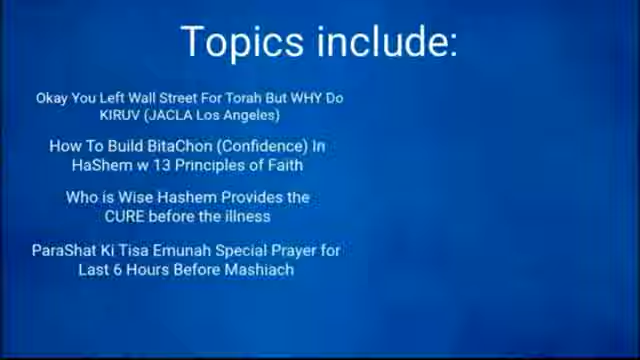 Topics include:
Okay You Left Wall Street For Torah But WHY Do
KIRUV (JACLA Los Angeles)
How To Build BitaChon (Confidence) In
HaShem w 13 Principles of Faith
Who is Wise Hashem Provides the
CURE before the illness
ParaShat Ki Tisa Emunah Special Prayer for
Last 6 Hours Before Mashiach